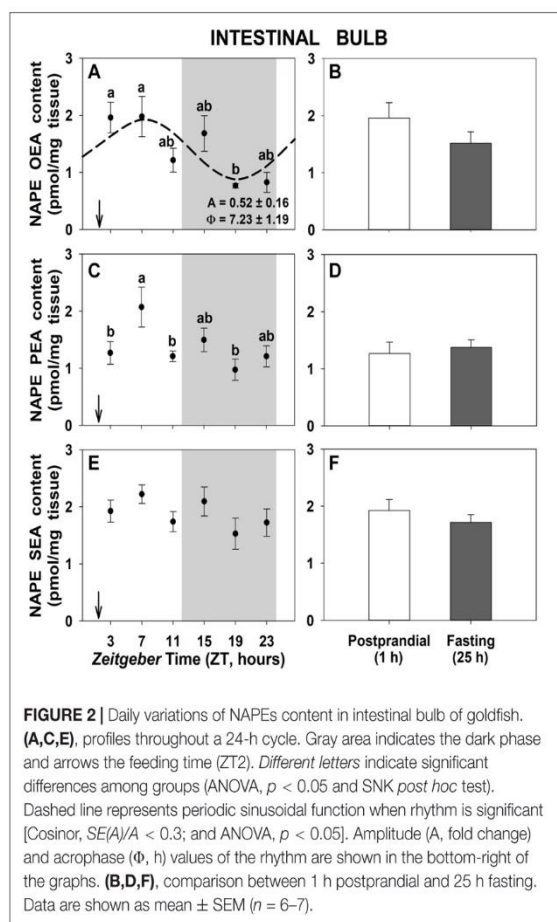 INTESTINAL BULB
NAPE OEA content
(pmol/mg tissue)
3
2
1
0
A
a
a
ab
ab
b
ab
A = 0.52 ± 0.16
Φ = 7.23 ± 1.19
B
3
2
1
0
NAPE PEA content
(pmol/mg tissue)
3
2
1
0
C
b
a
b
ab
b
ab
D
3
2
1
0
NAPE SEA content
(pmol/mg tissue)
3
2
1
0
E
F
3
2
1
0
3 7 11 15 19 23
Zeitgeber Time (ZT, hours)
Postprandial Fasting
(1 h) (25 h)
FIGURE 2 | Daily variations of NAPEs content in intestinal bulb of goldfish.
(A,C,E), profiles throughout a 24-h cycle. Gray area indicates the dark phase
and arrows the feeding time (ZT2). Different letters indicate significant
differences among groups (ANOVA, p < 0.05 and SNK post hoc test).
Dashed line represents periodic sinusoidal function when rhythm is significant
[Cosinor, SE(A)/A < 0.3; and ANOVA, p < 0.05]. Amplitude (A, fold change)
and acrophase (Φ, h) values of the rhythm are shown in the bottom-right of
the graphs. (B,D,F), comparison between 1 h postprandial and 25 h fasting.
Data are shown as mean ± SEM (n = 6–7).